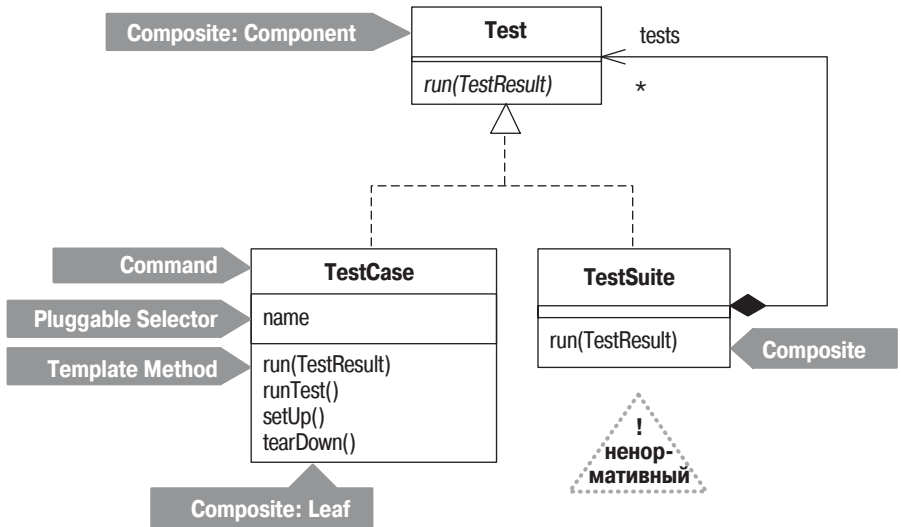 Composite: Component
Test
tests
run(TestResult)
*
Command
TestCase
TestSuite
Pluggable Selector
name
run(TestResult)
Composite
Template Method
run(TestResult)
runTest()
setUp()
tearDown()
!
ненор-
мативный
Composite: Leaf